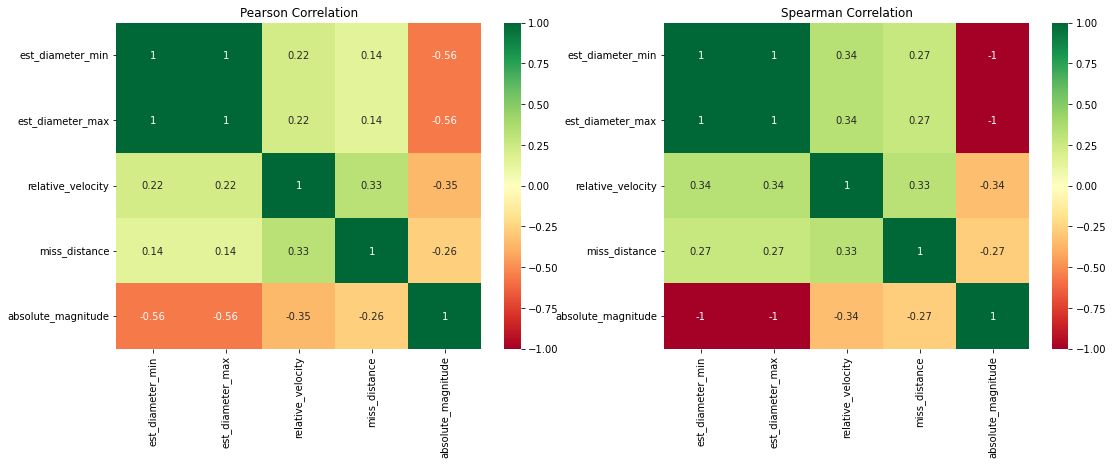 Pearson Correlation
est_diameter_min 1 1 0.22 0.14 -0.56
est_diameter_max 1 1 0.22 0.14 -0.56
relative_velocity 0.22 0.22 1 0.33 -0.35
miss_distance 0.14 0.14 0.33 1 -0.26
absolute_magnitude -0.56 -0.56 -0.35 -0.26 1
est_diameter_min
est_diameter_max
relative_velocity
miss_distance
absolute_magnitude
1.00
0.75
0.50
0.25
0.00
−0.25
−0.50
−0.75
−1.00
Spearman Correlation
est_diameter_min 1 1 0.34 0.27 -1
est_diameter_max 1 1 0.34 0.27 -1
relative_velocity 0.34 0.34 1 0.33 -0.34
miss_distance 0.27 0.27 0.33 1 -0.27
absolute_magnitude -1 -1 -0.34 -0.27 1
est_diameter_min
est_diameter_max
relative_velocity
miss_distance
absolute_magnitude
1.00
0.75
0.50
0.25
0.00
−0.25
−0.50
−0.75
−1.00